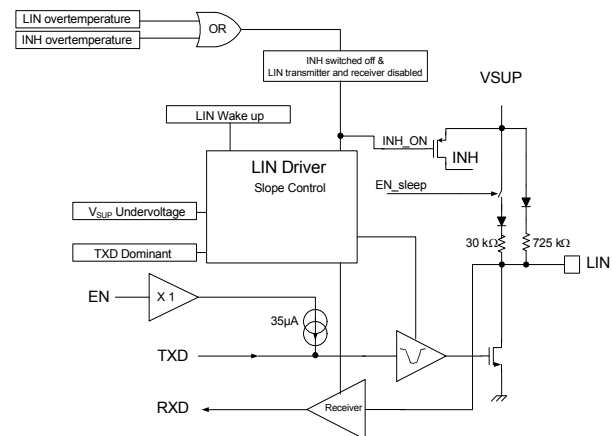 LIN overtemperature
INH overtemperature
OR
INH switched off &
LIN transmitter and receiver disabled
VSUP
LIN Wake up
INH_ON
INH
LIN Driver
Slope Control
EN_sleep
VSUP Undervoltage
TXD Dominant
30 kΩ
725 kΩ
LIN
EN
X 1
35µA
TXD
RXD
Receiver